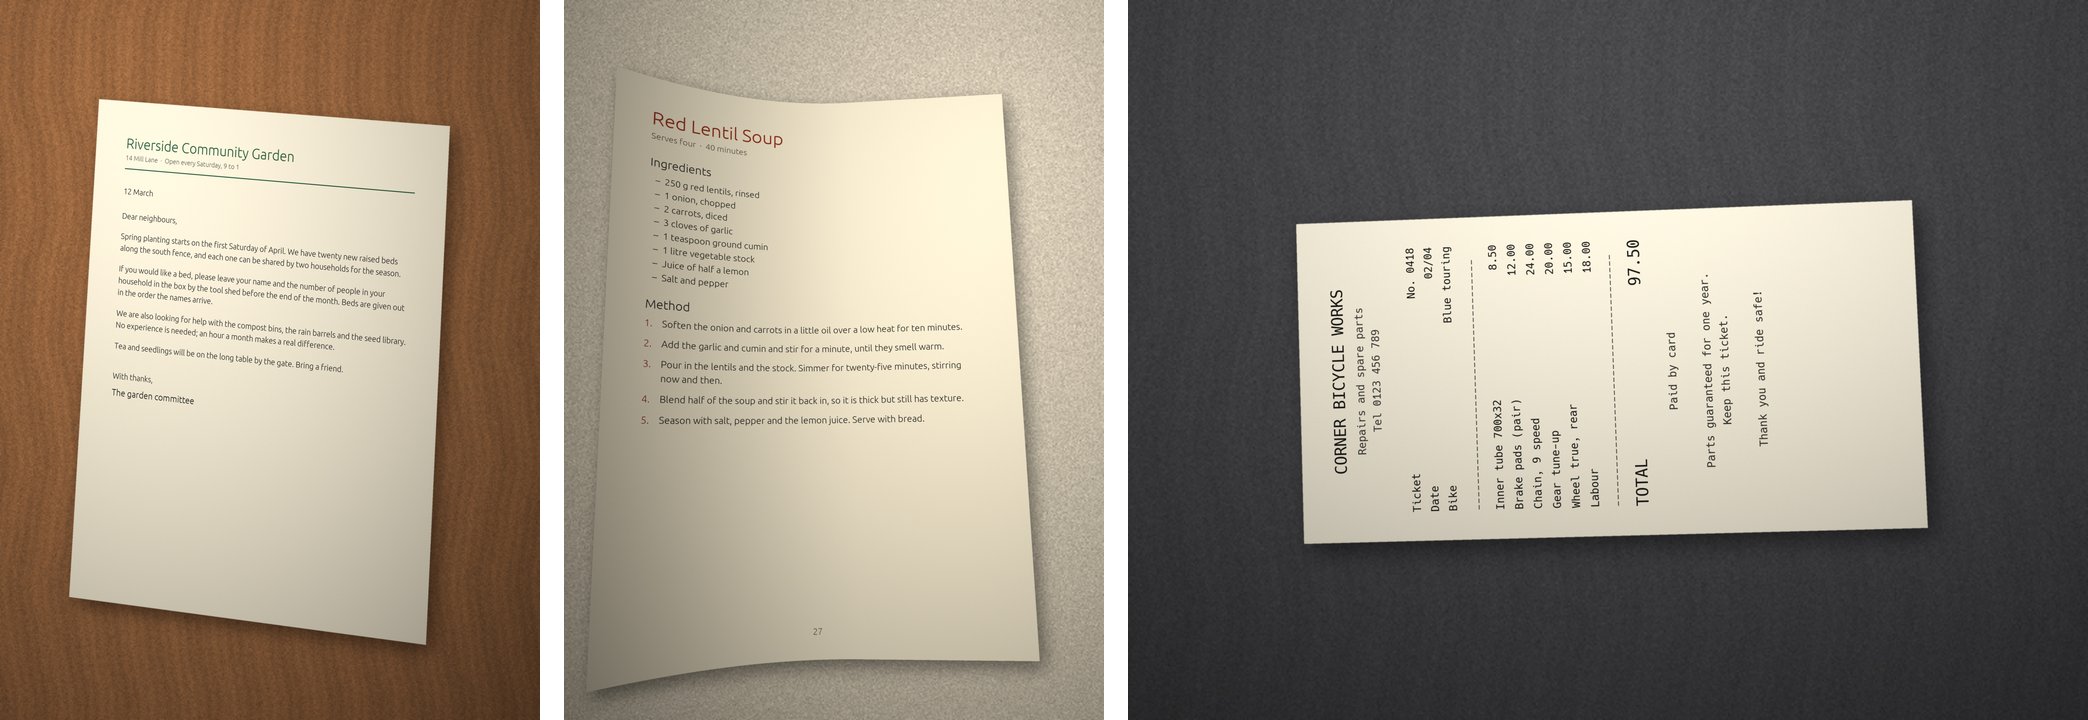 Riverside Community Garden
14 Mill Lane · Open every Saturday, 9 to 1
12 March
Dear neighbours,
Spring planting starts on the first Saturday of April. We have twenty new raised beds
along the south fence, and each one can be shared by two households for the season.
If you would like a bed, please leave your name and the number of people in your
household in the box by the tool shed before the end of the month. Beds are given out
in the order the names arrive.
We are also looking for help with the compost bins, the rain barrels and the seed library.
No experience is needed; an hour a month makes a real difference.
Tea and seedlings will be on the long table by the gate. Bring a friend.
With thanks,
The garden committee
Red Lentil Soup
Serves four · 40 minutes
Ingredients
– 250 g red lentils, rinsed
– 1 onion, chopped
– 2 carrots, diced
– 3 cloves of garlic
– 1 teaspoon ground cumin
– 1 litre vegetable stock
– Juice of half a lemon
– Salt and pepper
Method
1. Soften the onion and carrots in a little oil over a low heat for ten minutes.
2. Add the garlic and cumin and stir for a minute, until they smell warm.
3. Pour in the lentils and the stock. Simmer for twenty-five minutes, stirring
now and then.
4. Blend half of the soup and stir it back in, so it is thick but still has texture.
5. Season with salt, pepper and the lemon juice. Serve with bread.
27
CORNER BICYCLE WORKS
Repairs and spare parts
Tel 0123 456 789
Ticket No. 0418
Date 02/04
Bike Blue touring
Inner tube 700x32 8.50
Brake pads (pair) 12.00
Chain, 9 speed 24.00
Gear tune-up 20.00
Wheel true, rear 15.00
Labour 18.00
TOTAL 97.50
Paid by card
Parts guaranteed for one year.
Keep this ticket.
Thank you and ride safe!